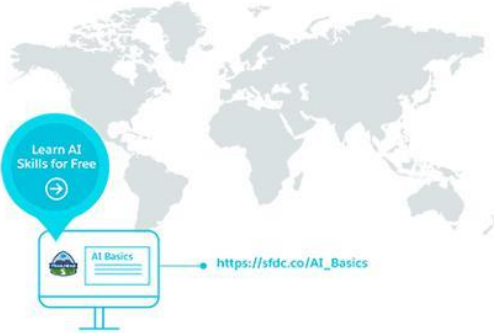 Learn AI
Skills for Free
AI Basics
https://sfdc.co/AI_Basics